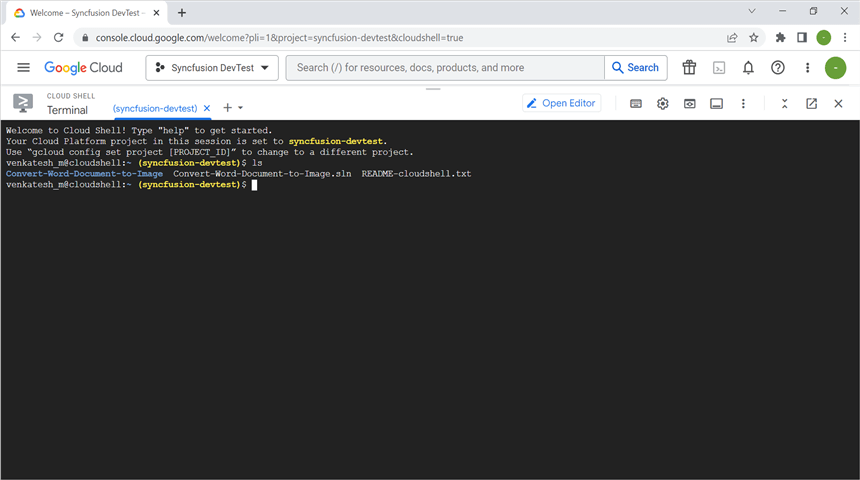 Welcome – Syncfusion DevTest –
console.cloud.google.com/welcome?pli=1&project=syncfusion-devtest&cloudshell=true
Google Cloud
Syncfusion DevTest
Search (/) for resources, docs, products, and more
Search
CLOUD SHELL
Terminal
(syncfusion-devtest)
Open Editor
Welcome to Cloud Shell! Type "help" to get started.
Your Cloud Platform project in this session is set to syncfusion-devtest.
Use “gcloud config set project [PROJECT_ID]” to change to a different project.
venkatesh_m@cloudshell:~ (syncfusion-devtest)$ ls
Convert-Word-Document-to-Image  Convert-Word-Document-to-Image.sln  README-cloudshell.txt
venkatesh_m@cloudshell:~ (syncfusion-devtest)$